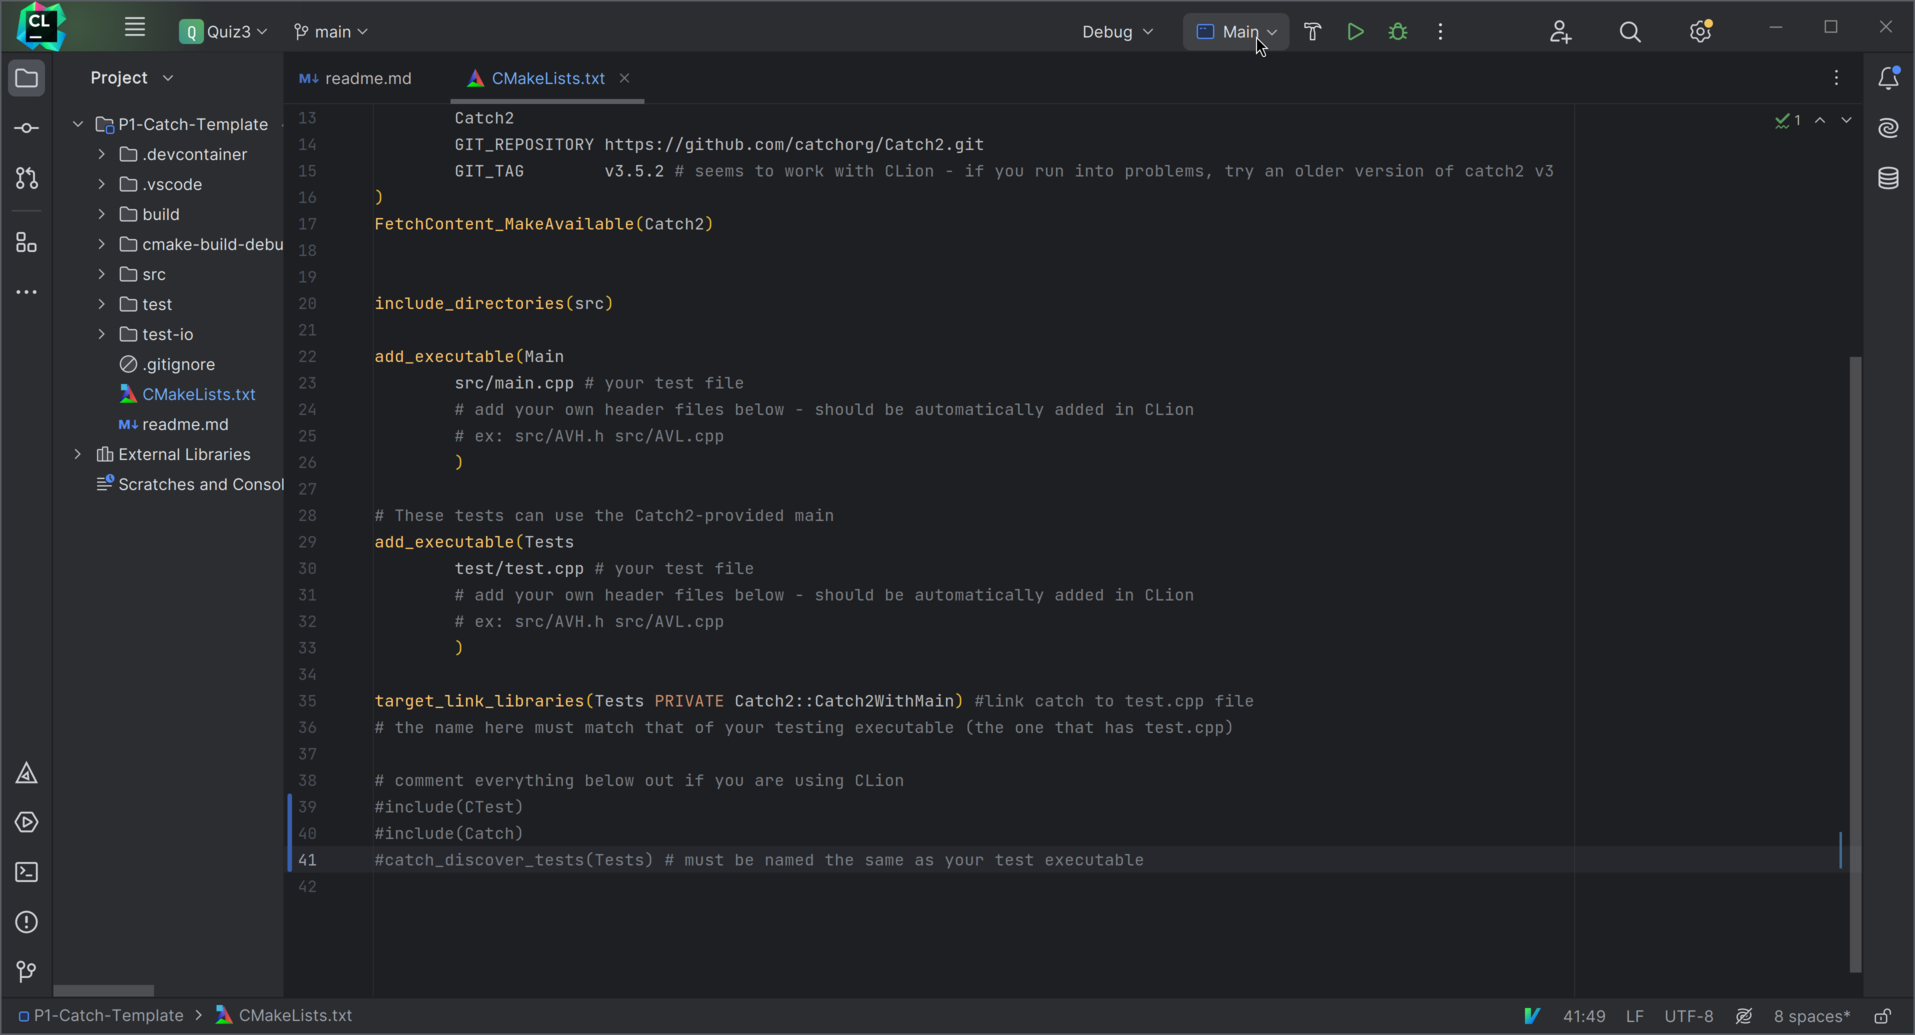 CL
Q Quiz3
main
Debug
Main
Project
M↓ readme.md
CMakeLists.txt
P1-Catch-Template
.devcontainer
.vscode
build
cmake-build-debu
src
test
test-io
.gitignore
CMakeLists.txt
M↓ readme.md
External Libraries
Scratches and Consol
1
13 Catch2
14 GIT_REPOSITORY https://github.com/catchorg/Catch2.git
15 GIT_TAG v3.5.2 # seems to work with CLion - if you run into problems, try an older version of catch2 v3
16 )
17 FetchContent_MakeAvailable(Catch2)
18
19
20 include_directories(src)
21
22 add_executable(Main
23 src/main.cpp # your test file
24 # add your own header files below - should be automatically added in CLion
25 # ex: src/AVH.h src/AVL.cpp
26 )
27
28 # These tests can use the Catch2-provided main
29 add_executable(Tests
30 test/test.cpp # your test file
31 # add your own header files below - should be automatically added in CLion
32 # ex: src/AVH.h src/AVL.cpp
33 )
34
35 target_link_libraries(Tests PRIVATE Catch2::Catch2WithMain) #link catch to test.cpp file
36 # the name here must match that of your testing executable (the one that has test.cpp)
37
38 # comment everything below out if you are using CLion
39 #include(CTest)
40 #include(Catch)
41 #catch_discover_tests(Tests) # must be named the same as your test executable
42
P1-Catch-Template > CMakeLists.txt
41:49 LF UTF-8 8 spaces*